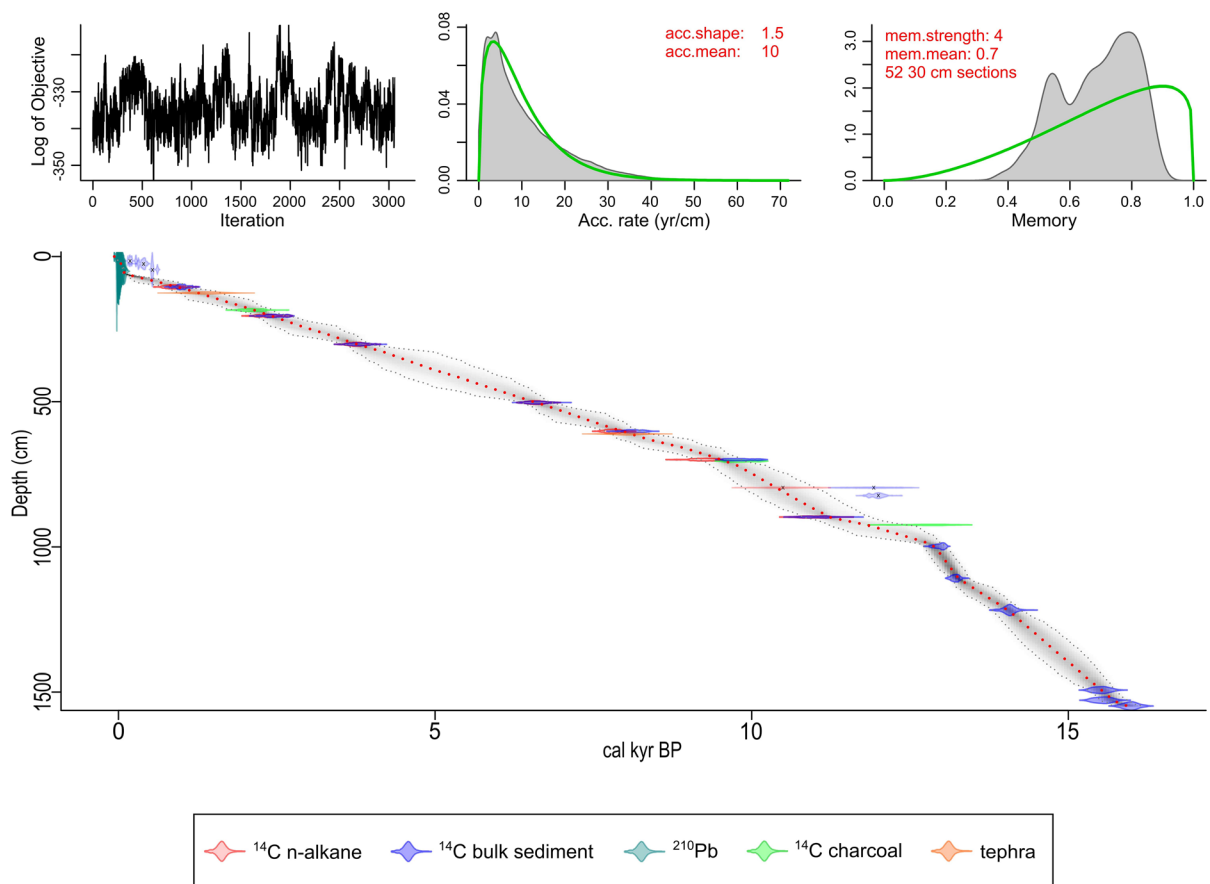 Log of Objective
-330
-350
0
500
1000
1500
2000
2500
3000
Iteration
0.08
0.04
0.00
acc.shape: 1.5
acc.mean: 10
0
10
20
30
40
50
60
70
Acc. rate (yr/cm)
3.0
2.0
1.0
0.0
mem.strength: 4
mem.mean: 0.7
52 30 cm sections
0.0
0.2
0.4
0.6
0.8
1.0
Memory
Depth (cm)
0
500
1000
1500
0
5
10
15
cal kyr BP
¹⁴C n-alkane
¹⁴C bulk sediment
²¹⁰Pb
¹⁴C charcoal
tephra